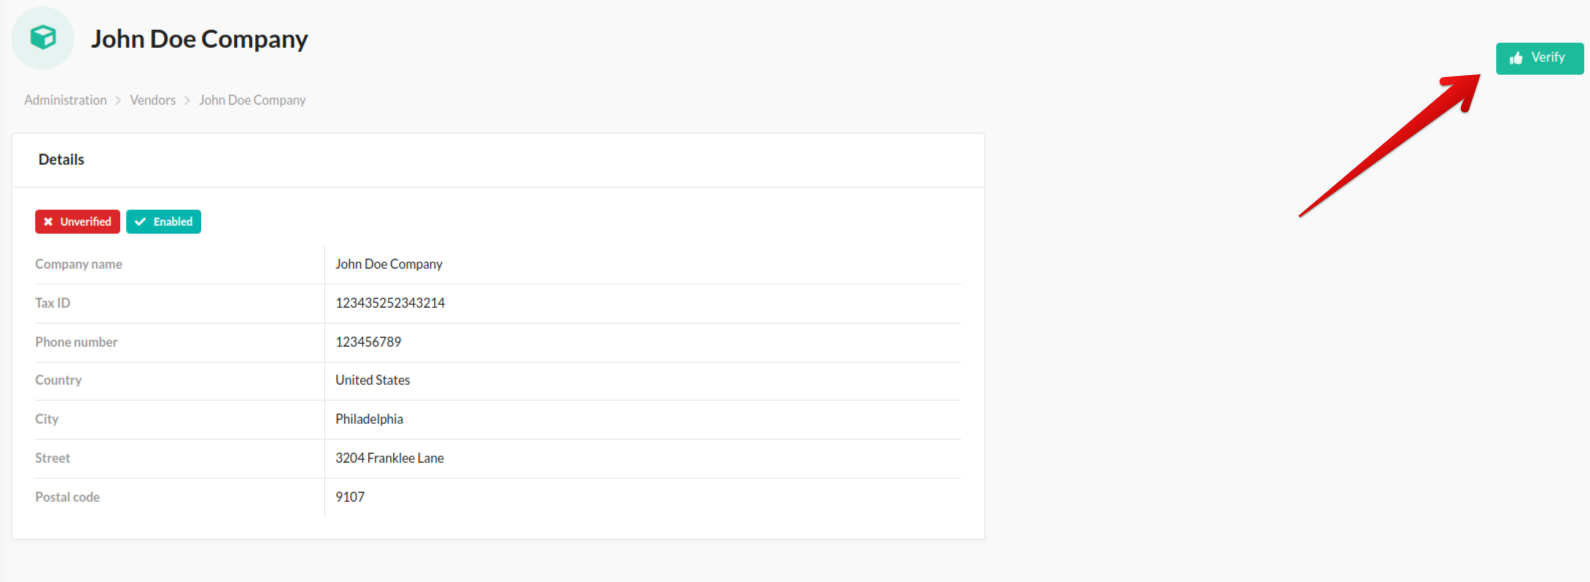 John Doe Company
Verify
Administration > Vendors > John Doe Company
Details
Unverified Enabled
Company name John Doe Company
Tax ID 123435252343214
Phone number 123456789
Country United States
City Philadelphia
Street 3204 Franklee Lane
Postal code 9107